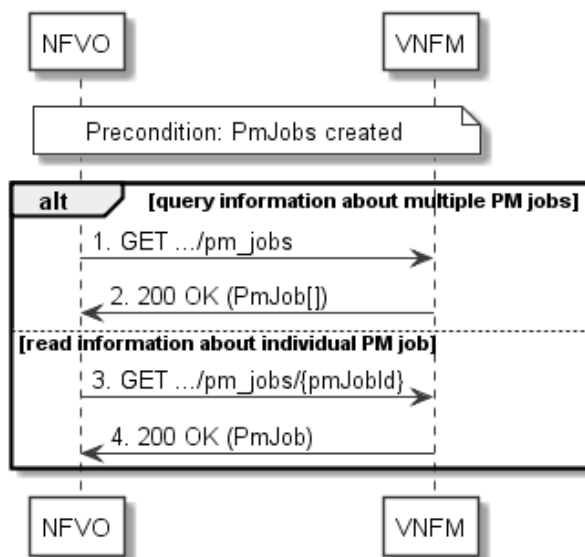 NFVO
VNFM
Precondition: PmJobs created
alt
[query information about multiple PM jobs]
1. GET .../pm_jobs
2. 200 OK (PmJob[])
[read information about individual PM job]
3. GET .../pm_jobs/{pmJobId}
4. 200 OK (PmJob)
NFVO
VNFM